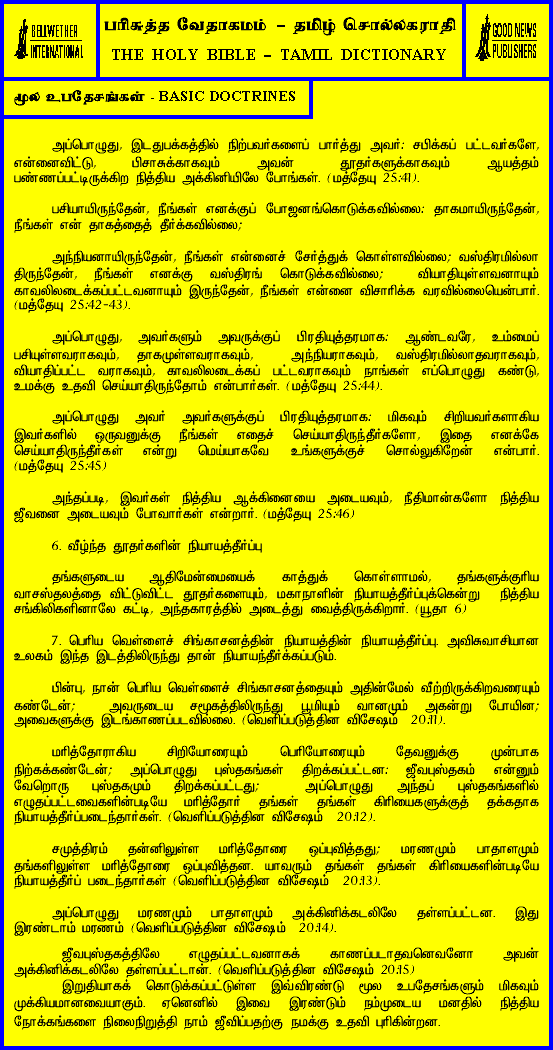 BELLWETHER
INTERNATIONAL
பரிசுத்த வேதாகமம் – தமிழ் சொல்லகராதி
THE HOLY BIBLE – TAMIL DICTIONARY
GOOD NEWS
PUBLISHERS
மூல உபதேசங்கள் - BASIC DOCTRINES
அப்பொழுது, இடதுபக்கத்தில் நிற்பவர்களைப் பார்த்து அவர்: சபிக்கப் பட்டவர்களே,
என்னைவிட்டு, பிசாசுக்காகவும் அவன் தூதர்களுக்காகவும் ஆயத்தம்
பண்ணப்பட்டிருக்கிற நித்திய அக்கினியிலே போங்கள். (மத்தேயு 25:41).
பசியாயிருந்தேன், நீங்கள் எனக்குப் போஜனங்கொடுக்கவில்லை: தாகமாயிருந்தேன்,
நீங்கள் என் தாகத்தைத் தீர்க்கவில்லை;
அந்நியனாயிருந்தேன், நீங்கள் என்னைச் சேர்த்துக் கொள்ளவில்லை; வஸ்திரமில்லா
திருந்தேன், நீங்கள் எனக்கு வஸ்திரங் கொடுக்கவில்லை; வியாதியுள்ளவனாயும்
காவலிலடைக்கப்பட்டவனாயும் இருந்தேன், நீங்கள் என்னை விசாரிக்க வரவில்லையென்பார்.
(மத்தேயு 25:42-43).
அப்பொழுது, அவர்களும் அவருக்குப் பிரதியுத்தரமாக: ஆண்டவரே, உம்மைப்
பசியுள்ளவராகவும், தாகமுள்ளவராகவும், அந்நியராகவும், வஸ்திரமில்லாதவராகவும்,
வியாதிப்பட்ட வராகவும், காவலிலடைக்கப் பட்டவராகவும் நாங்கள் எப்பொழுது கண்டு,
உமக்கு உதவி செய்யாதிருந்தோம் என்பார்கள். (மத்தேயு 25:44).
அப்பொழுது அவர் அவர்களுக்குப் பிரதியுத்தரமாக: மிகவும் சிறியவர்களாகிய
இவர்களில் ஒருவனுக்கு நீங்கள் எதைச் செய்யாதிருந்தீர்களோ, இதை எனக்கே
செய்யாதிருந்தீர்கள் என்று மெய்யாகவே உங்களுக்குச் சொல்லுகிறேன் என்பார்.
(மத்தேயு 25:45)
அந்தப்படி, இவர்கள் நித்திய ஆக்கினையை அடையவும், நீதிமான்களோ நித்திய
ஜீவனை அடையவும் போவார்கள் என்றார். (மத்தேயு 25:46)
6. வீழ்ந்த தூதர்களின் நியாயத்தீர்ப்பு
தங்களுடைய ஆதிமேன்மையைக் காத்துக் கொள்ளாமல், தங்களுக்குரிய
வாசஸ்தலத்தை விட்டுவிட்ட தூதர்களையும், மகாநாளின் நியாயத்தீர்ப்புக்கென்று நித்திய
சங்கிலிகளினாலே கட்டி, அந்தகாரத்தில் அடைத்து வைத்திருக்கிறார். (யூதா 6)
7. பெரிய வெள்ளைச் சிங்காசனத்தின் நியாயத்தின் நியாயத்தீர்ப்பு. அவிசுவாசியான
உலகம் இந்த இடத்திலிருந்து தான் நியாயந்தீர்க்கப்படும்.
பின்பு, நான் பெரிய வெள்ளைச் சிங்காசனத்தையும் அதின்மேல் வீற்றிருக்கிறவரையும்
கண்டேன்; அவருடைய சமூகத்திலிருந்து பூமியும் வானமும் அகன்று போயின;
அவைகளுக்கு இடங்காணப்படவில்லை. (வெளிப்படுத்தின விசேஷம் 20:11).
மரித்தோராகிய சிறியோரையும் பெரியோரையும் தேவனுக்கு முன்பாக
நிற்கக்கண்டேன்; அப்பொழுது புஸ்தகங்கள் திறக்கப்பட்டன: ஜீவபுஸ்தகம் என்னும்
வேறொரு புஸ்தகமும் திறக்கப்பட்டது; அப்பொழுது அந்தப் புஸ்தகங்களில்
எழுதப்பட்டவைகளின்படியே மரித்தோர் தங்கள் தங்கள் கிரியைகளுக்குத் தக்கதாக
நியாயத்தீர்ப்படைந்தார்கள். (வெளிப்படுத்தின விசேஷம் 20:12).
சமுத்திரம் தன்னிலுள்ள மரித்தோரை ஒப்புவித்தது; மரணமும் பாதாளமும்
தங்களிலுள்ள மரித்தோரை ஒப்புவித்தன. யாவரும் தங்கள் தங்கள் கிரியைகளின்படியே
நியாயத்தீர்ப் படைந்தார்கள் (வெளிப்படுத்தின விசேஷம் 20:13).
அப்பொழுது மரணமும் பாதாளமும் அக்கினிக்கடலிலே தள்ளப்பட்டன. இது
இரண்டாம் மரணம் (வெளிப்படுத்தின விசேஷம் 20:14).
ஜீவபுஸ்தகத்திலே எழுதப்பட்டவனாகக் காணப்படாதவனெவனோ அவன்
அக்கினிக்கடலிலே தள்ளப்பட்டான். (வெளிப்படுத்தின விசேஷம் 20:15)
இறுதியாகக் கொடுக்கப்பட்டுள்ள இவ்விரண்டு மூல உபதேசங்களும் மிகவும்
முக்கியமானவையாகும். ஏனெனில் இவை இரண்டும் நம்முடைய மனதில் நித்திய
நோக்கங்களை நிலைநிறுத்தி நாம் ஜீவிப்பதற்கு நமக்கு உதவி புரிகின்றன.